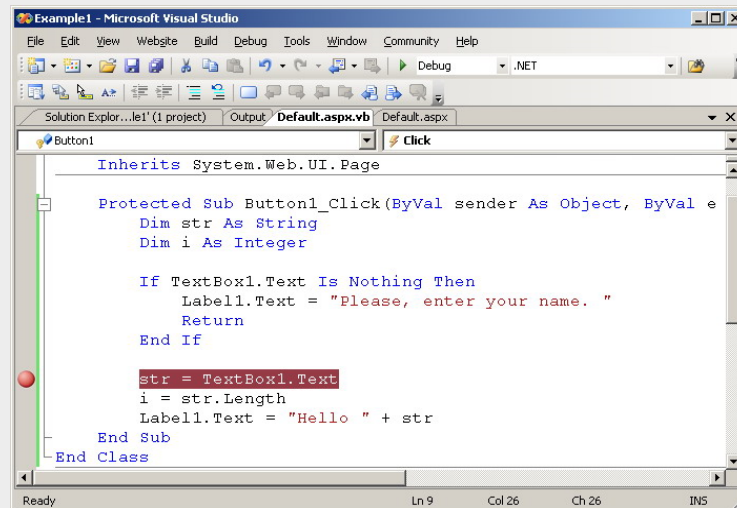 Example1 - Microsoft Visual Studio
File Edit View Website Build Debug Tools Window Community Help
Debug .NET
Solution Explor...le1' (1 project) Output Default.aspx.vb Default.aspx
Button1 Click
Inherits System.Web.UI.Page
Protected Sub Button1_Click(ByVal sender As Object, ByVal e
Dim str As String
Dim i As Integer
If TextBox1.Text Is Nothing Then
Label1.Text = "Please, enter your name. "
Return
End If
str = TextBox1.Text
i = str.Length
Label1.Text = "Hello " + str
End Sub
End Class
Ready Ln 9 Col 26 Ch 26 INS